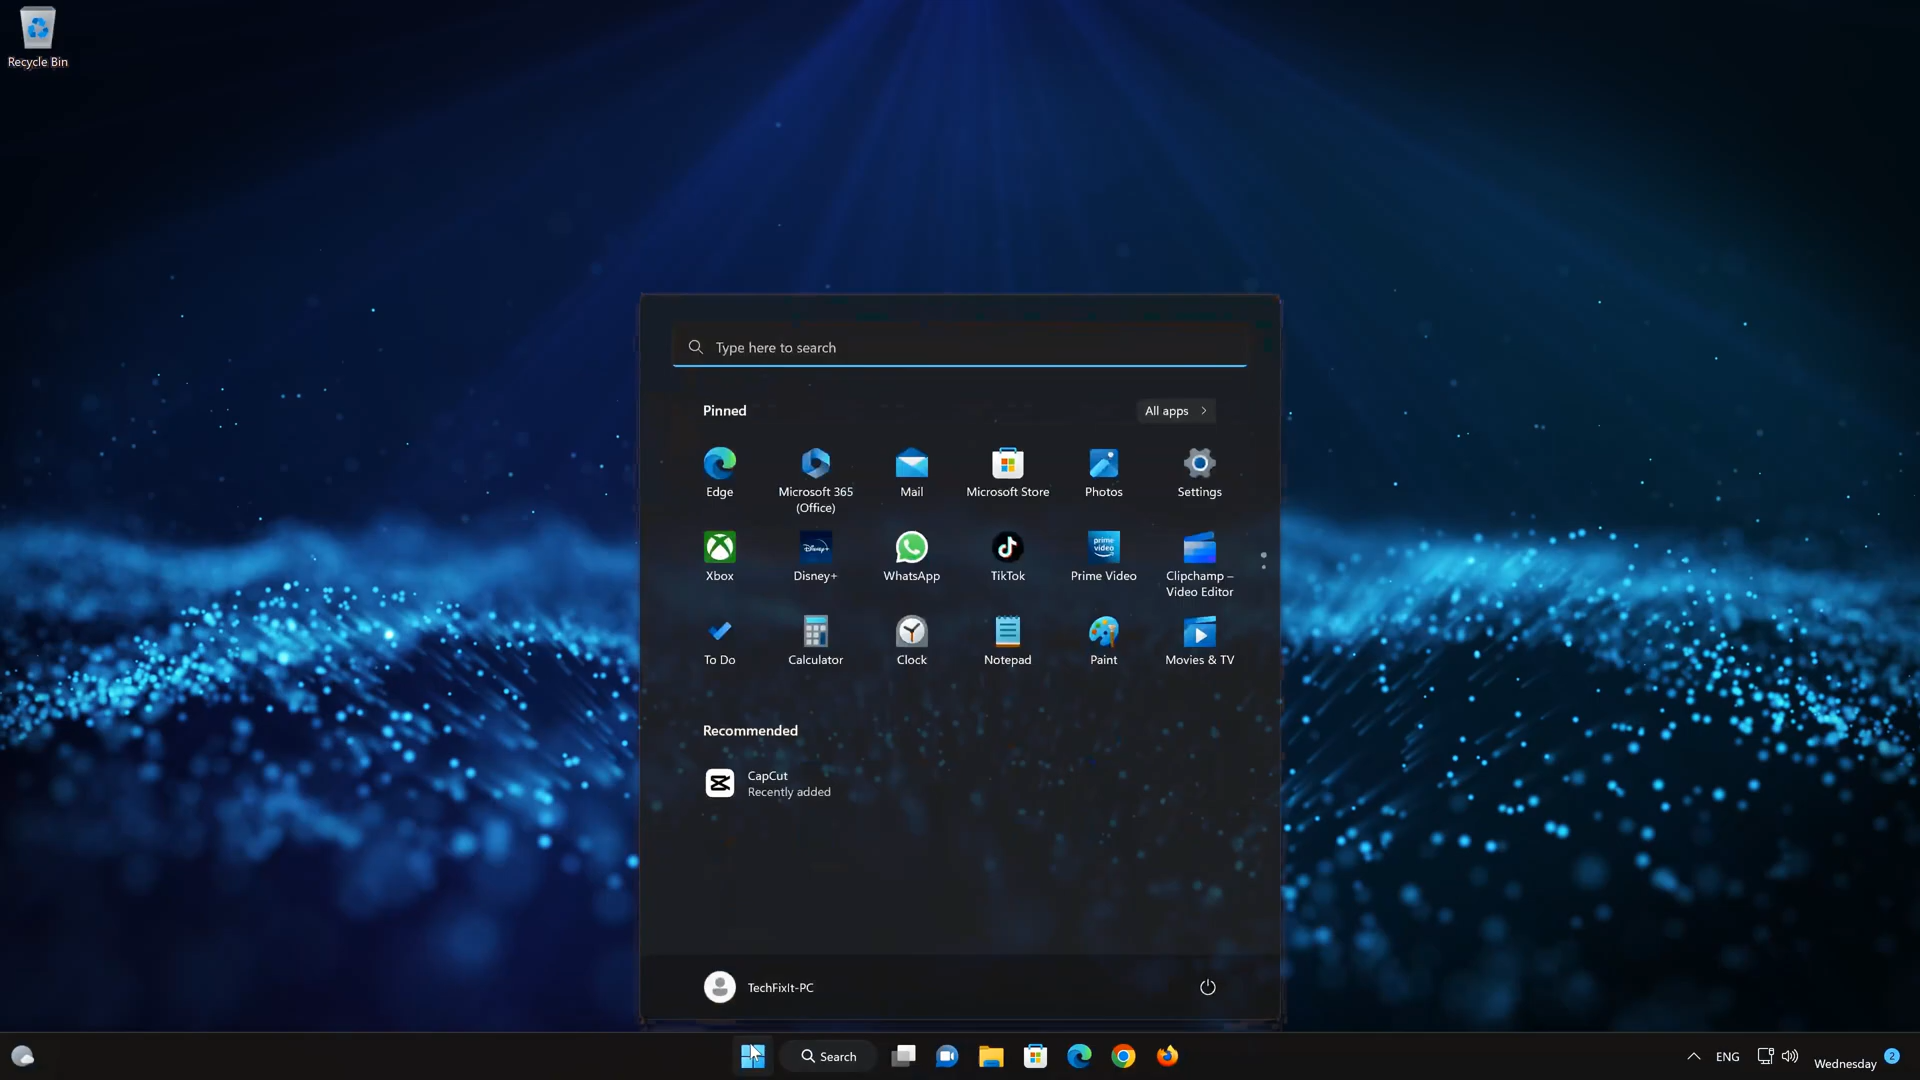 Recycle Bin
Type here to search
Pinned
All apps
Edge
Microsoft 365
(Office)
Mail
Microsoft Store
Photos
Settings
Xbox
Disney+
WhatsApp
TikTok
prime video
Prime Video
Clipchamp –
Video Editor
To Do
Calculator
Clock
Notepad
Paint
Movies & TV
Recommended
CapCut
Recently added
TechFixIt-PC
Search
ENG
Wednesday
2